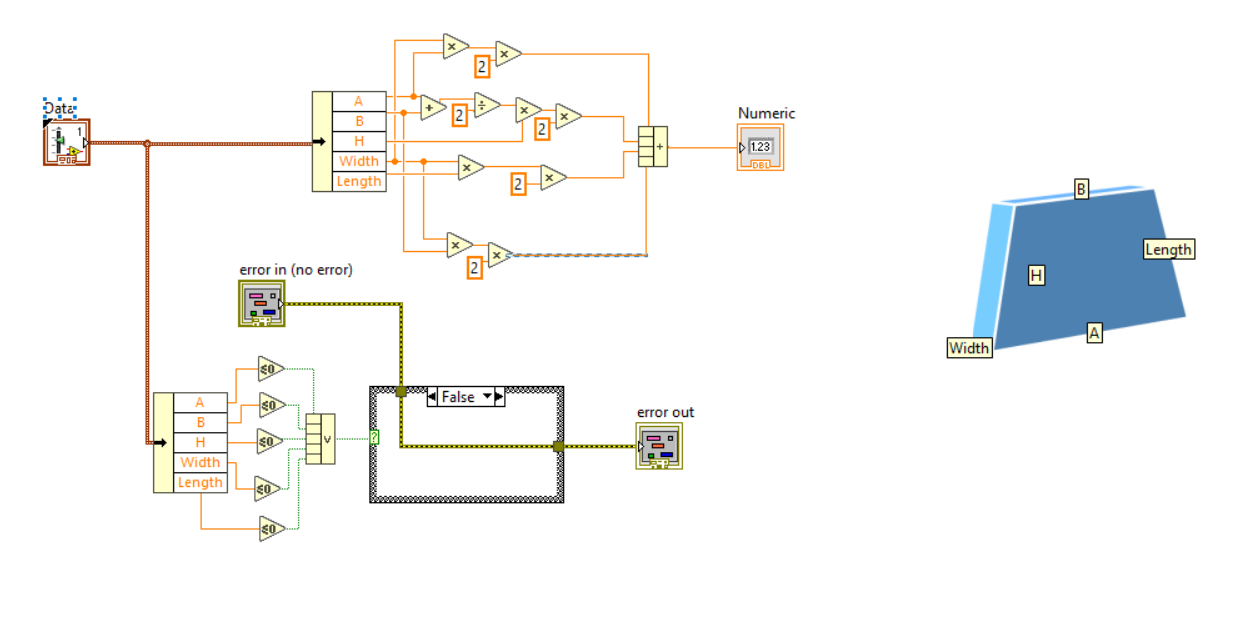 Data
1
A
B
H
Width
Length
×
×
2
+
÷
2
×
2
×
×
2
×
×
2
×
+
Numeric
1.23
DBL
B
Length
H
A
Width
error in (no error)
A
B
H
Width
Length
≤0
≤0
≤0
≤0
≤0
∨
?
False
error out